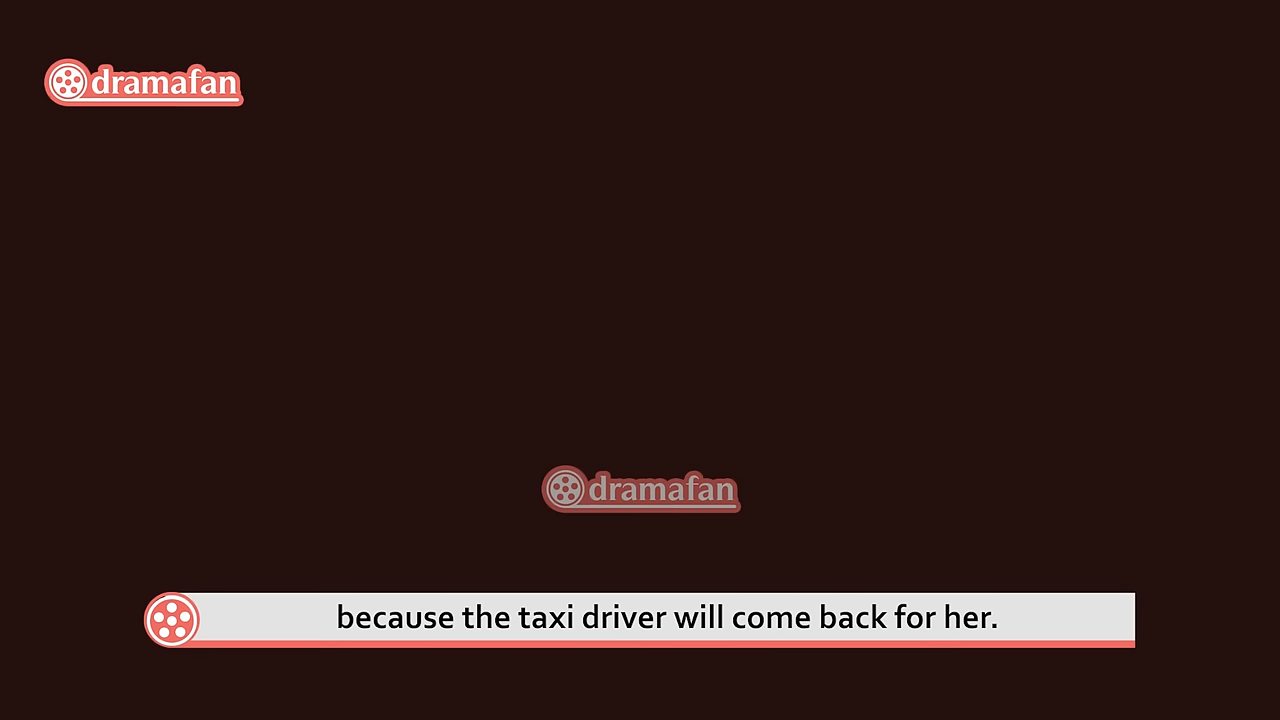 dramafan
dramafan
because the taxi driver will come back for her.